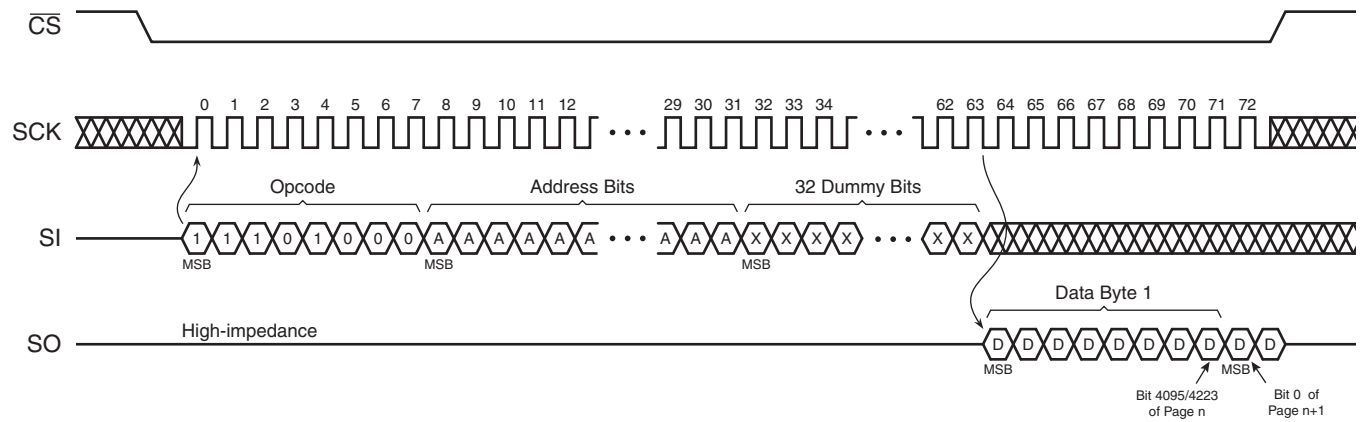 CS
0 1 2 3 4 5 6 7 8 9 10 11 12 29 30 31 32 33 34 62 63 64 65 66 67 68 69 70 71 72
SCK
Opcode Address Bits 32 Dummy Bits
SI 1 1 1 0 1 0 0 0 A A A A A A A A A X X X X X X
MSB MSB MSB
Data Byte 1
High-impedance
SO D D D D D D D D D D
MSB MSB
Bit 4095/4223 Bit 0 of
of Page n Page n+1